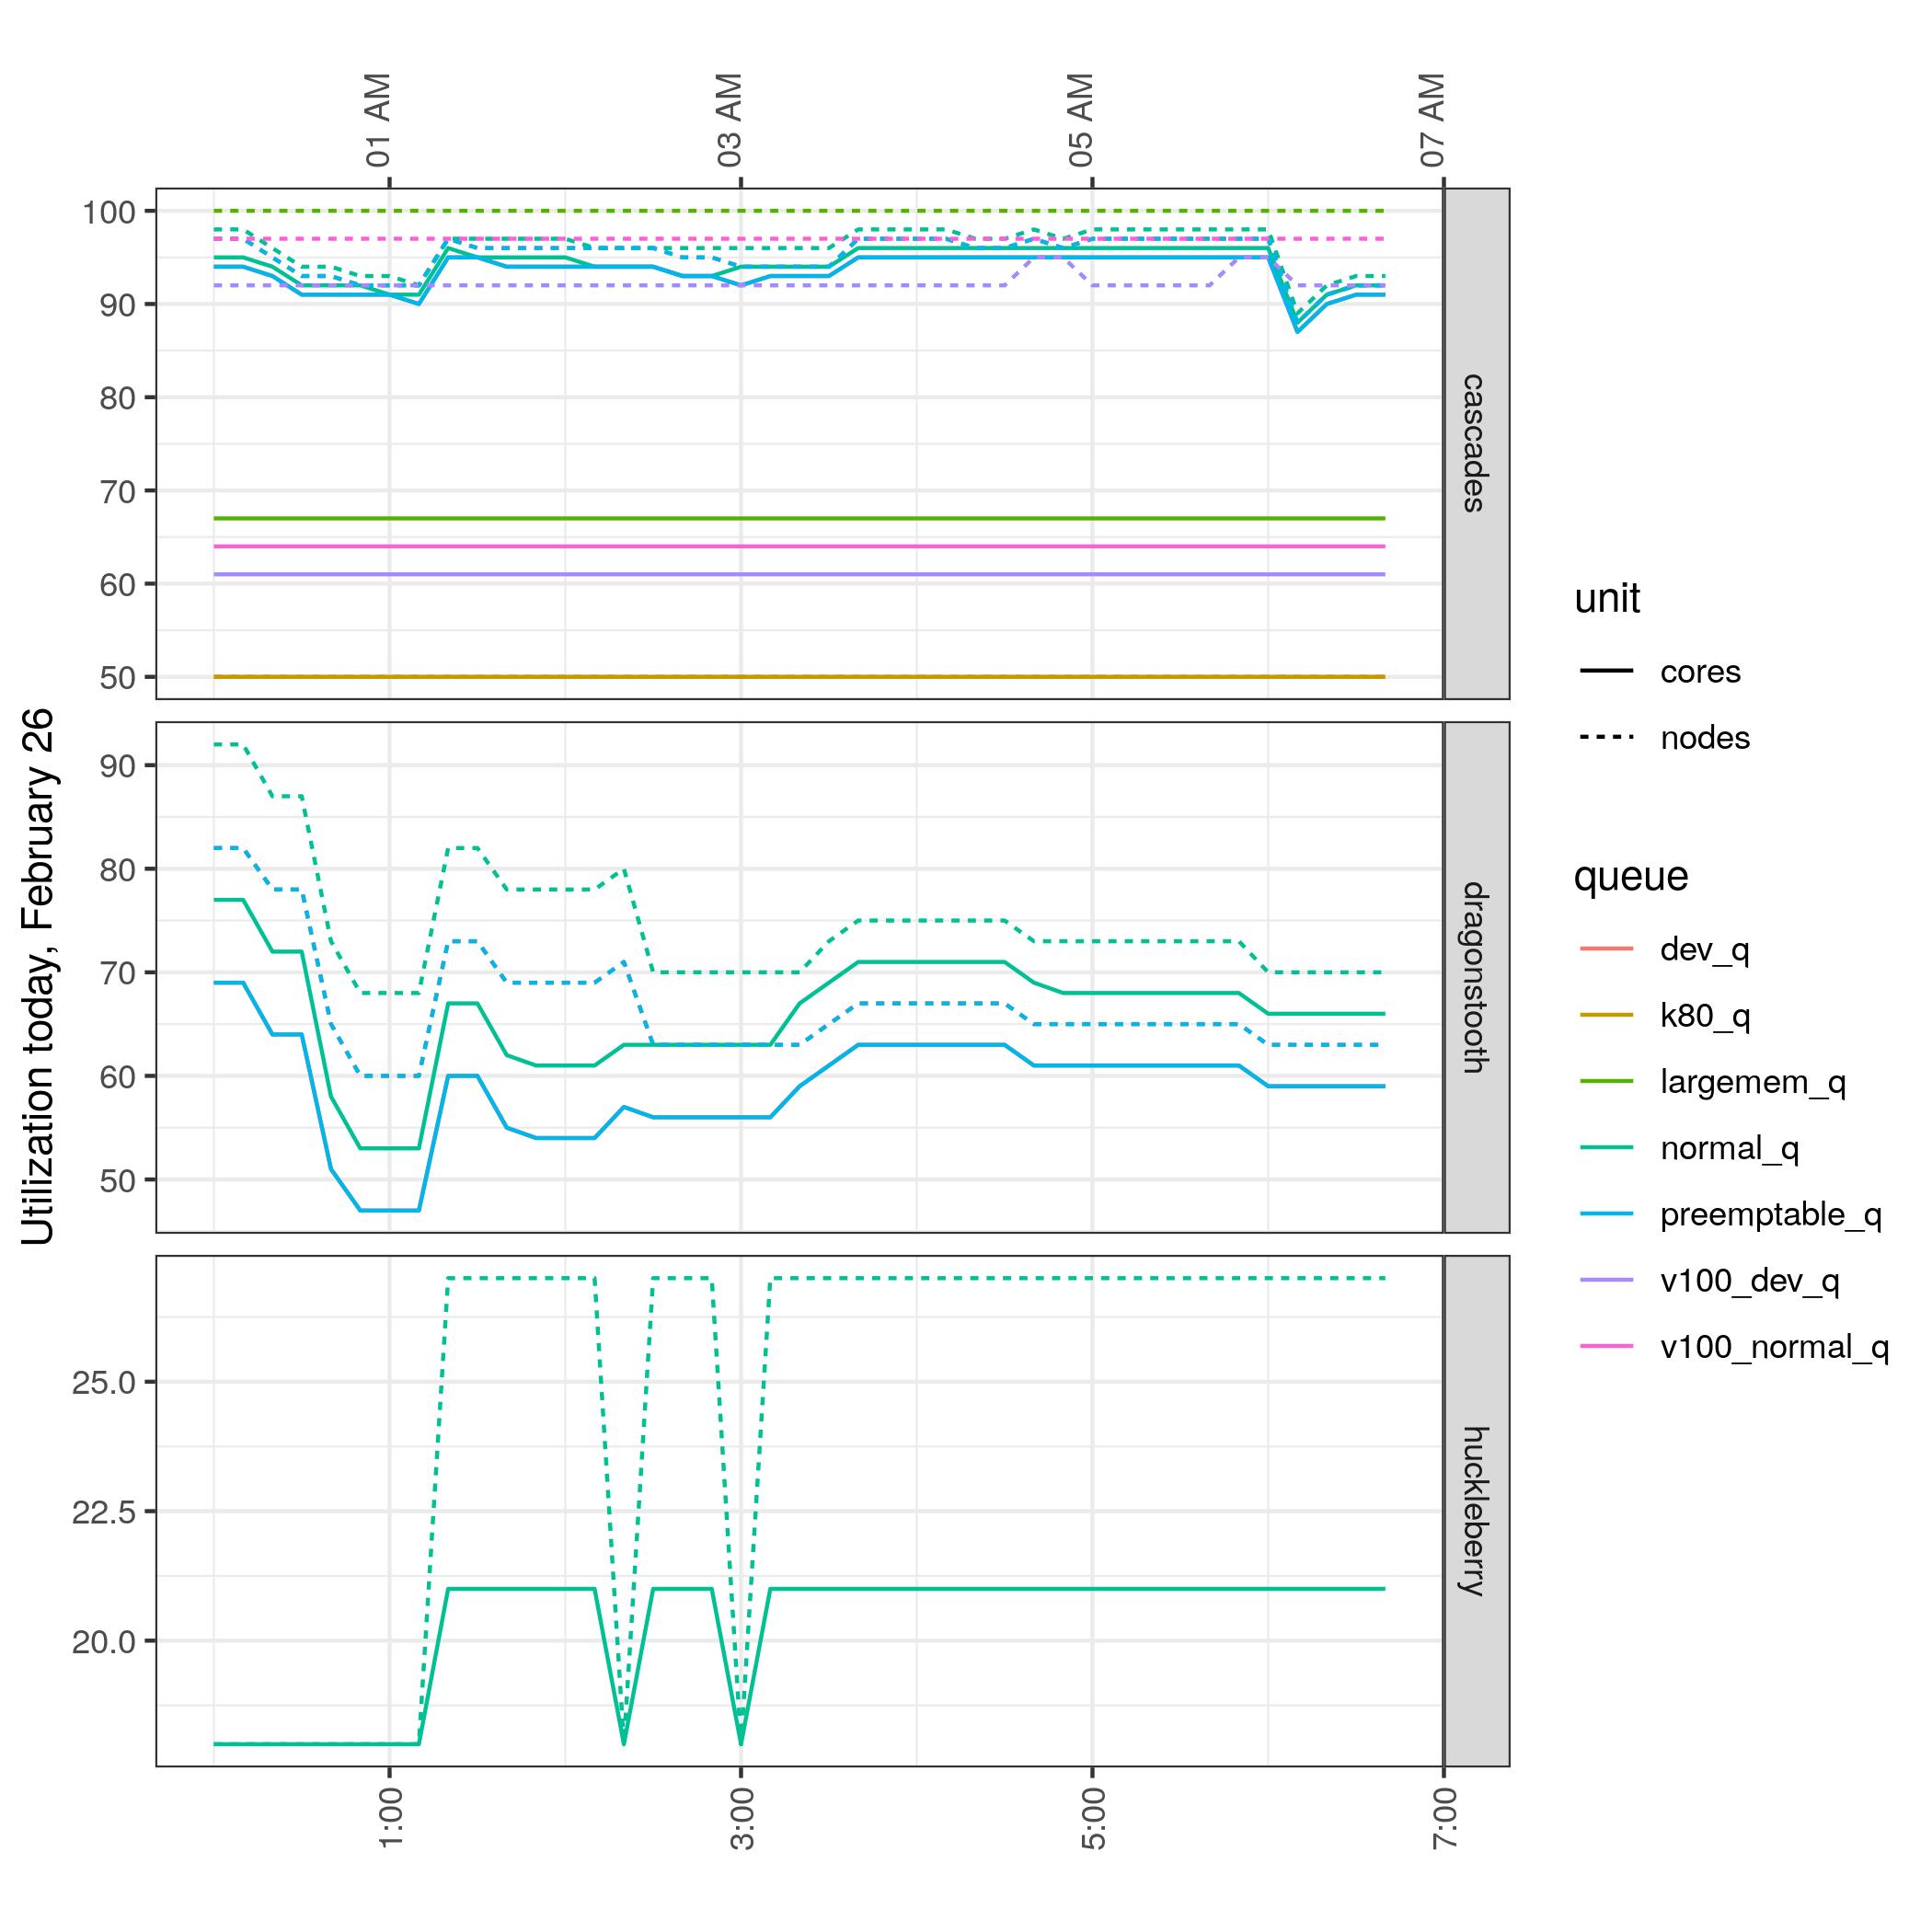 01 AM
03 AM
05 AM
07 AM
Utilization today, February 26
100
90
80
70
60
50
cascades
90
80
70
60
50
dragonstooth
25.0
22.5
20.0
huckleberry
1:00
3:00
5:00
7:00
unit
cores
nodes
queue
dev_q
k80_q
largemem_q
normal_q
preemptable_q
v100_dev_q
v100_normal_q